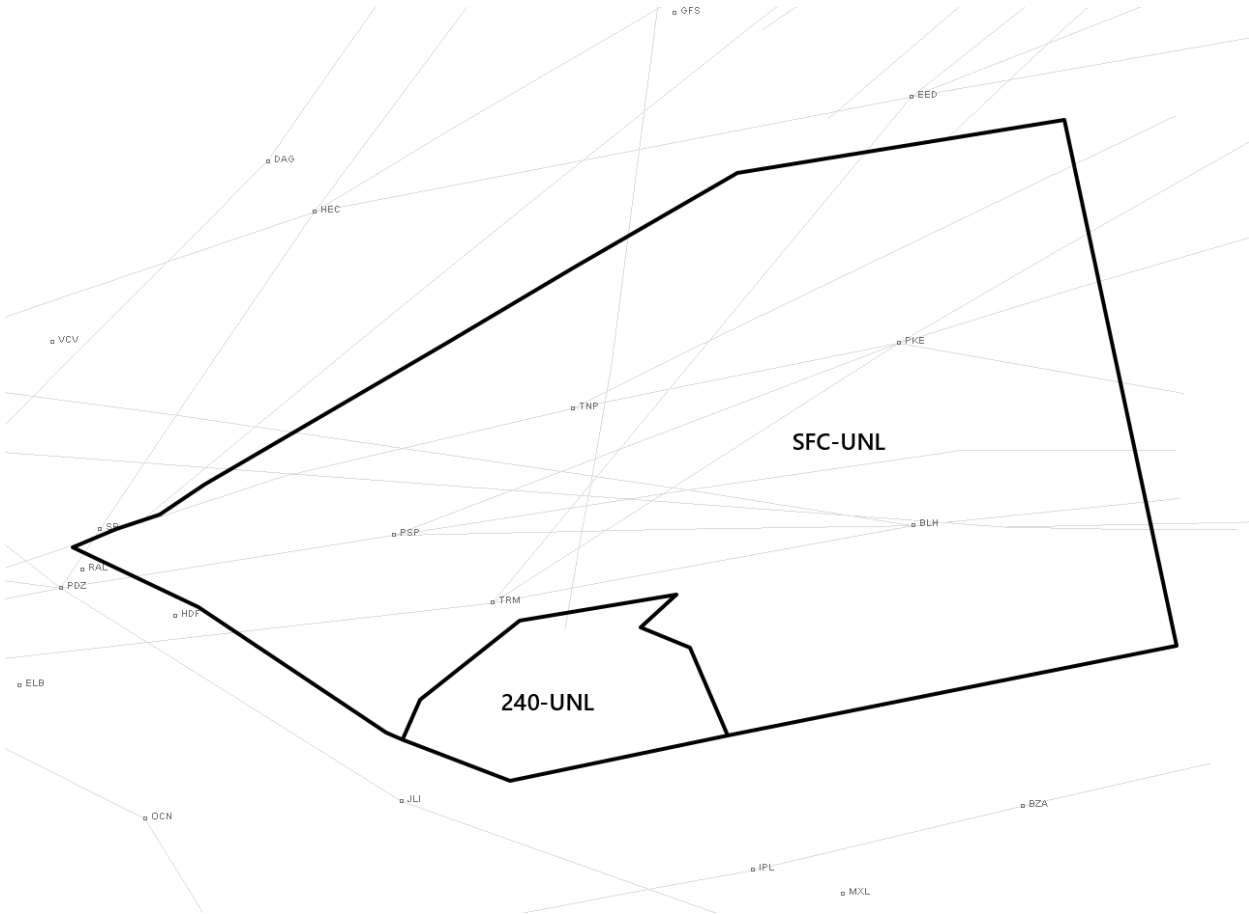 GFS
EED
DAG
HEC
VCV
PKE
TNP
SFC-UNL
BLH
PSP
RAL
PDZ
TRM
HDF
ELB
240-UNL
JLI
BZA
OCN
IPL
MXL